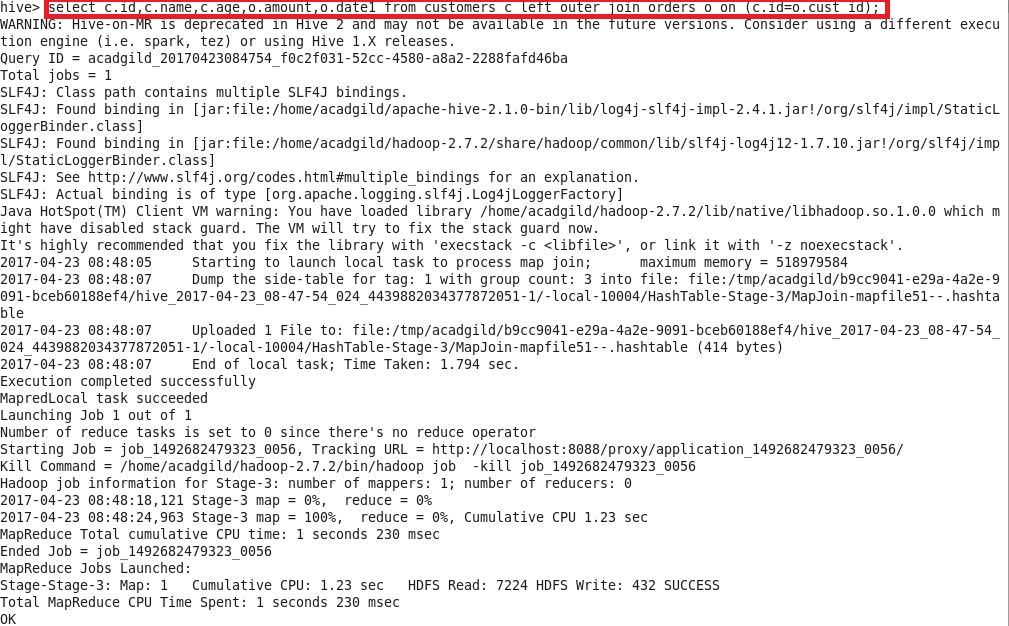 hive> select c.id,c.name,c.age,o.amount,o.date1 from customers c left outer join orders o on (c.id=o.cust_id);
WARNING: Hive-on-MR is deprecated in Hive 2 and may not be available in the future versions. Consider using a different execu
tion engine (i.e. spark, tez) or using Hive 1.X releases.
Query ID = acadgild_20170423084754_f0c2f031-52cc-4580-a8a2-2288fafd46ba
Total jobs = 1
SLF4J: Class path contains multiple SLF4J bindings.
SLF4J: Found binding in [jar:file:/home/acadgild/apache-hive-2.1.0-bin/lib/log4j-slf4j-impl-2.4.1.jar!/org/slf4j/impl/StaticL
oggerBinder.class]
SLF4J: Found binding in [jar:file:/home/acadgild/hadoop-2.7.2/share/hadoop/common/lib/slf4j-log4j12-1.7.10.jar!/org/slf4j/imp
l/StaticLoggerBinder.class]
SLF4J: See http://www.slf4j.org/codes.html#multiple_bindings for an explanation.
SLF4J: Actual binding is of type [org.apache.logging.slf4j.Log4jLoggerFactory]
Java HotSpot(TM) Client VM warning: You have loaded library /home/acadgild/hadoop-2.7.2/lib/native/libhadoop.so.1.0.0 which m
ight have disabled stack guard. The VM will try to fix the stack guard now.
It's highly recommended that you fix the library with 'execstack -c <libfile>', or link it with '-z noexecstack'.
2017-04-23 08:48:05     Starting to launch local task to process map join;      maximum memory = 518979584
2017-04-23 08:48:07     Dump the side-table for tag: 1 with group count: 3 into file: file:/tmp/acadgild/b9cc9041-e29a-4a2e-9
091-bceb60188ef4/hive_2017-04-23_08-47-54_024_4439882034377872051-1/-local-10004/HashTable-Stage-3/MapJoin-mapfile51--.hashta
ble
2017-04-23 08:48:07     Uploaded 1 File to: file:/tmp/acadgild/b9cc9041-e29a-4a2e-9091-bceb60188ef4/hive_2017-04-23_08-47-54_
024_4439882034377872051-1/-local-10004/HashTable-Stage-3/MapJoin-mapfile51--.hashtable (414 bytes)
2017-04-23 08:48:07     End of local task; Time Taken: 1.794 sec.
Execution completed successfully
MapredLocal task succeeded
Launching Job 1 out of 1
Number of reduce tasks is set to 0 since there's no reduce operator
Starting Job = job_1492682479323_0056, Tracking URL = http://localhost:8088/proxy/application_1492682479323_0056/
Kill Command = /home/acadgild/hadoop-2.7.2/bin/hadoop job  -kill job_1492682479323_0056
Hadoop job information for Stage-3: number of mappers: 1; number of reducers: 0
2017-04-23 08:48:18,121 Stage-3 map = 0%,  reduce = 0%
2017-04-23 08:48:24,963 Stage-3 map = 100%,  reduce = 0%, Cumulative CPU 1.23 sec
MapReduce Total cumulative CPU time: 1 seconds 230 msec
Ended Job = job_1492682479323_0056
MapReduce Jobs Launched:
Stage-Stage-3: Map: 1   Cumulative CPU: 1.23 sec   HDFS Read: 7224 HDFS Write: 432 SUCCESS
Total MapReduce CPU Time Spent: 1 seconds 230 msec
OK